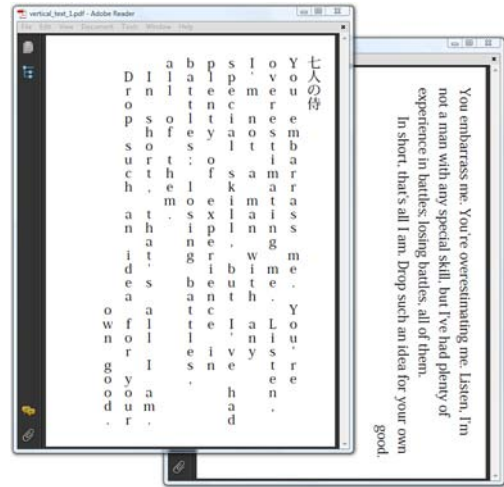 vertical_text_1.pdf - Adobe Reader
File Edit View Document Tools Window Help
七人の侍
You embarrass me. You're
overestimating me. Listen,
I'm not a man with any
special skill, but I've had
plenty of experience in
battles; losing battles,
all of them.
In short, that's all I am.
Drop such an idea for your
own good.
You embarrass me. You're overestimating me. Listen, I'm
not a man with any special skill, but I've had plenty of
experience in battles; losing battles, all of them.
In short, that's all I am. Drop such an idea for your own
good.